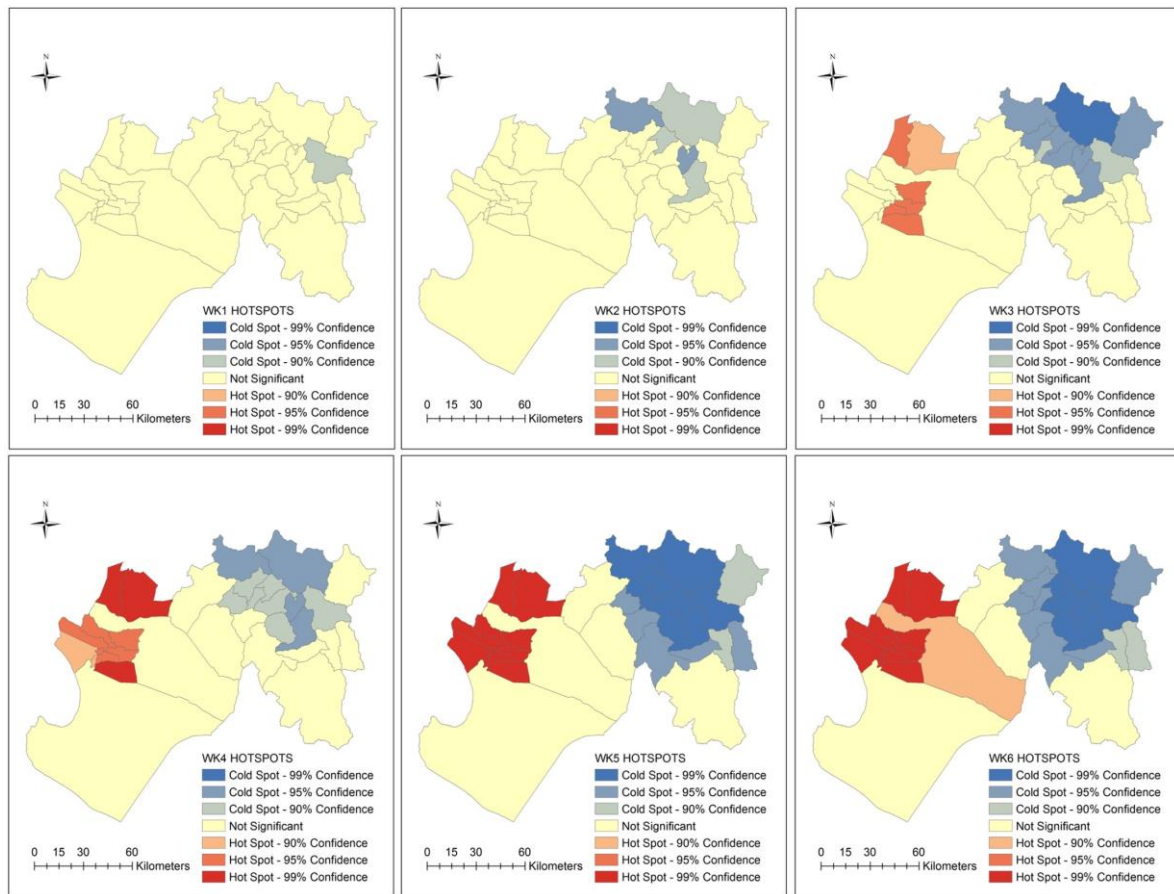 N
WK1 HOTSPOTS
Cold Spot - 99% Confidence
Cold Spot - 95% Confidence
Cold Spot - 90% Confidence
Not Significant
Hot Spot - 90% Confidence
Hot Spot - 95% Confidence
Hot Spot - 99% Confidence
0 15 30 60
Kilometers
N
WK2 HOTSPOTS
Cold Spot - 99% Confidence
Cold Spot - 95% Confidence
Cold Spot - 90% Confidence
Not Significant
Hot Spot - 90% Confidence
Hot Spot - 95% Confidence
Hot Spot - 99% Confidence
0 15 30 60
Kilometers
N
WK3 HOTSPOTS
Cold Spot - 99% Confidence
Cold Spot - 95% Confidence
Cold Spot - 90% Confidence
Not Significant
Hot Spot - 90% Confidence
Hot Spot - 95% Confidence
Hot Spot - 99% Confidence
0 15 30 60
Kilometers
N
WK4 HOTSPOTS
Cold Spot - 99% Confidence
Cold Spot - 95% Confidence
Cold Spot - 90% Confidence
Not Significant
Hot Spot - 90% Confidence
Hot Spot - 95% Confidence
Hot Spot - 99% Confidence
0 15 30 60
Kilometers
N
WK5 HOTSPOTS
Cold Spot - 99% Confidence
Cold Spot - 95% Confidence
Cold Spot - 90% Confidence
Not Significant
Hot Spot - 90% Confidence
Hot Spot - 95% Confidence
Hot Spot - 99% Confidence
0 15 30 60
Kilometers
N
WK6 HOTSPOTS
Cold Spot - 99% Confidence
Cold Spot - 95% Confidence
Cold Spot - 90% Confidence
Not Significant
Hot Spot - 90% Confidence
Hot Spot - 95% Confidence
Hot Spot - 99% Confidence
0 15 30 60
Kilometers